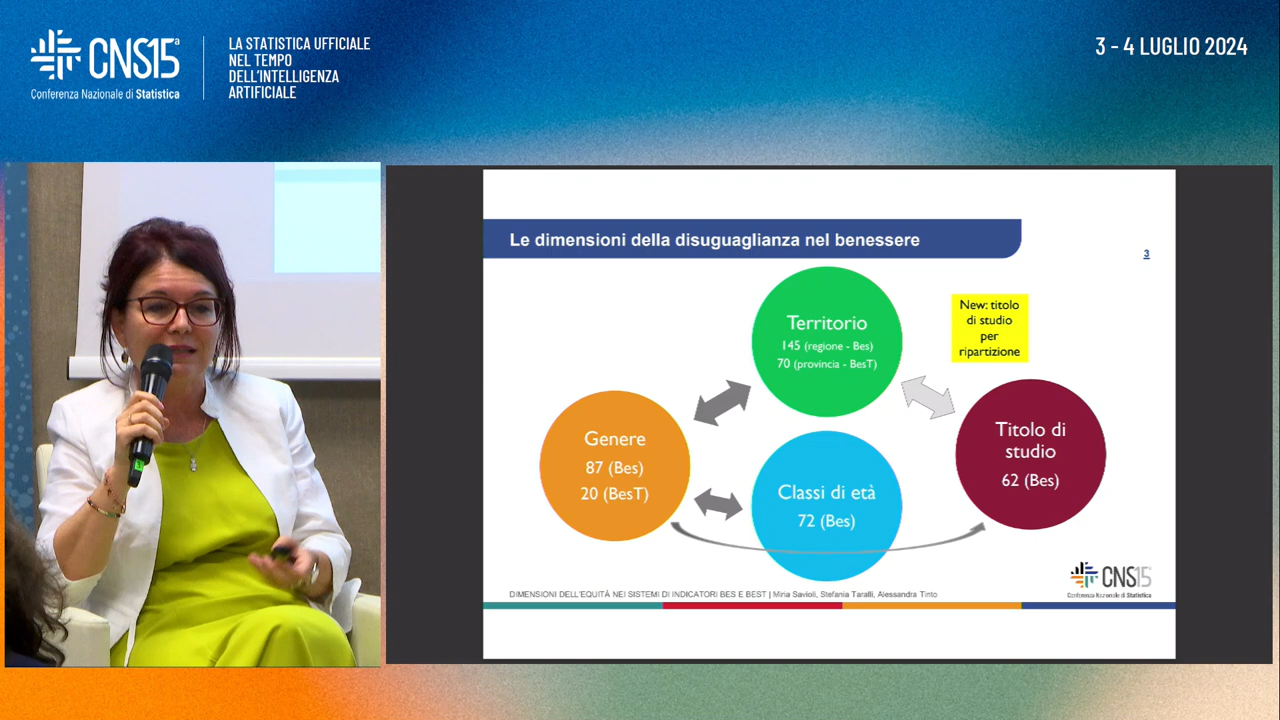 CNS15ª
Conferenza Nazionale di Statistica
LA STATISTICA UFFICIALE
NEL TEMPO
DELL'INTELLIGENZA
ARTIFICIALE
3 - 4 LUGLIO 2024
Le dimensioni della disuguaglianza nel benessere
3
Territorio
145 (regione - Bes)
70 (provincia - BesT)
New: titolo
di studio
per
ripartizione
Genere
87 (Bes)
20 (BesT)
Classi di età
72 (Bes)
Titolo di
studio
62 (Bes)
DIMENSIONI DELL'EQUITÀ NEI SISTEMI DI INDICATORI BES E BEST | Miria Savioli, Stefania Taralli, Alessandra Tinto
CNS15ª
Conferenza Nazionale di Statistica